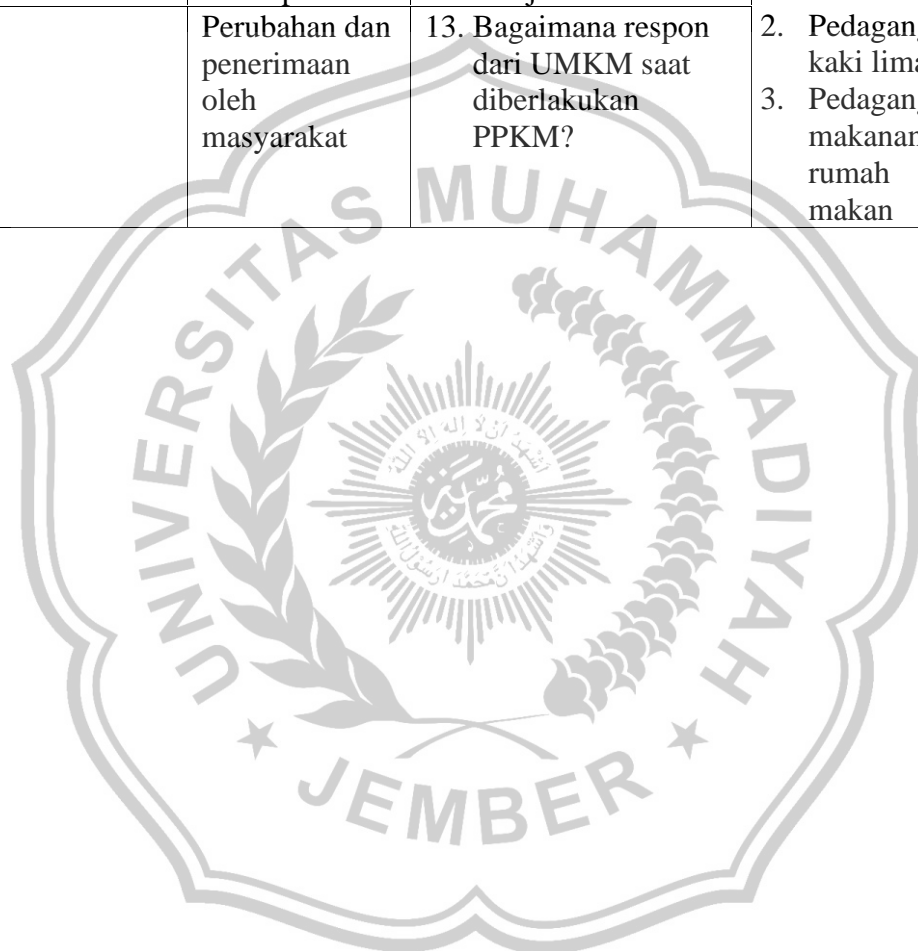 Perubahan dan
penerimaan
oleh
masyarakat
13. Bagaimana respon
dari UMKM saat
diberlakukan
PPKM?
2. Pedagang
kaki lima
3. Pedagang
makanan
rumah
makan
UNIVERSITAS MUHAMMADIYAH
JEMBER